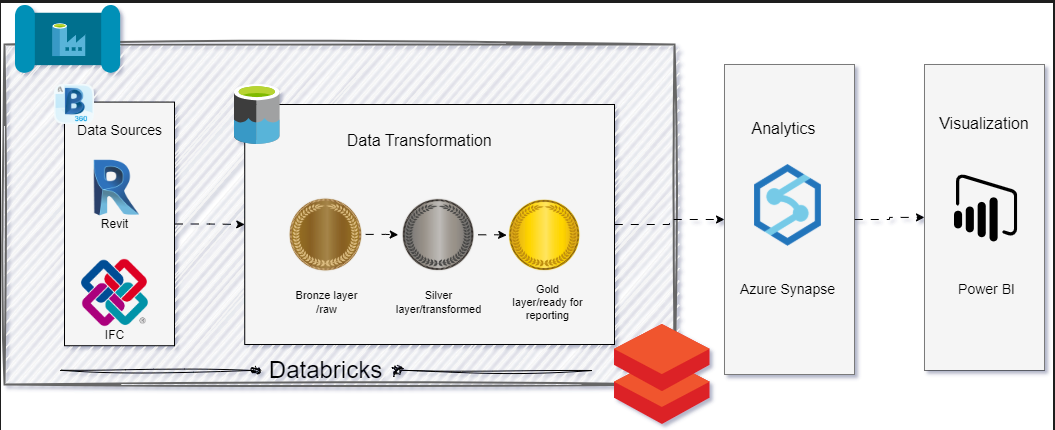 B
360
Data Sources
R
Revit
®
IFC
Data Transformation
Bronze layer
/raw
Silver
layer/transformed
Gold
layer/ready for
reporting
Databricks
Analytics
Azure Synapse
Visualization
Power BI